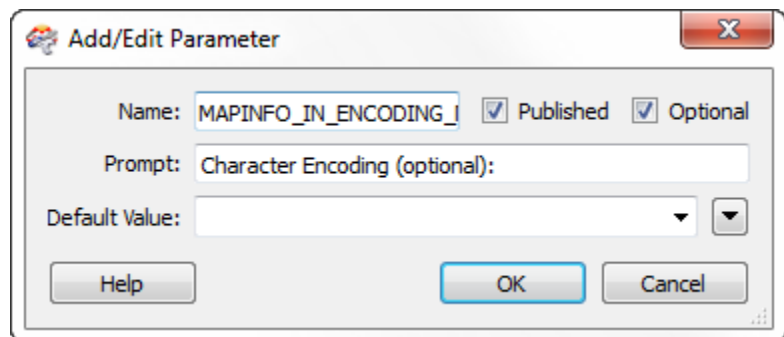 Add/Edit Parameter
Name: MAPINFO_IN_ENCODING_ Published Optional
Prompt: Character Encoding (optional):
Default Value:
Help OK Cancel